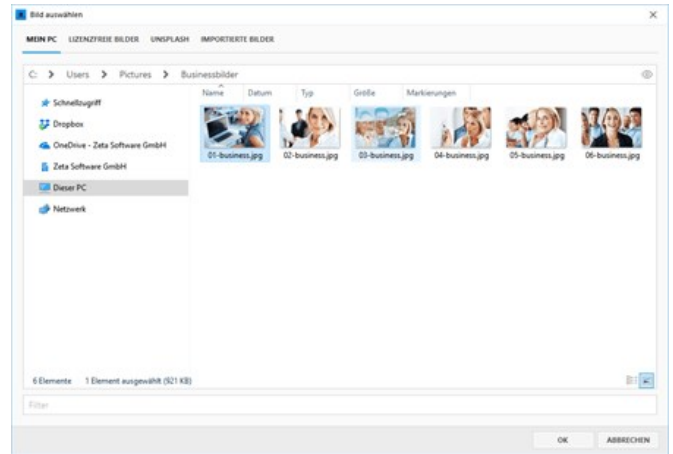 Bild auswählen
MEIN PC LIZENZFREIE BILDER UNSPLASH IMPORTIERTE BILDER
C: > Users > Pictures > Businessbilder
Name Datum Typ Größe Markierungen
Schnellzugriff
Dropbox
OneDrive - Zeta Software GmbH
Zeta Software GmbH
Dieser PC
Netzwerk
01-business.jpg 02-business.jpg 03-business.jpg 04-business.jpg 05-business.jpg 06-business.jpg
6 Elemente 1 Element ausgewählt (921 KB)
Filter
OK ABBRECHEN